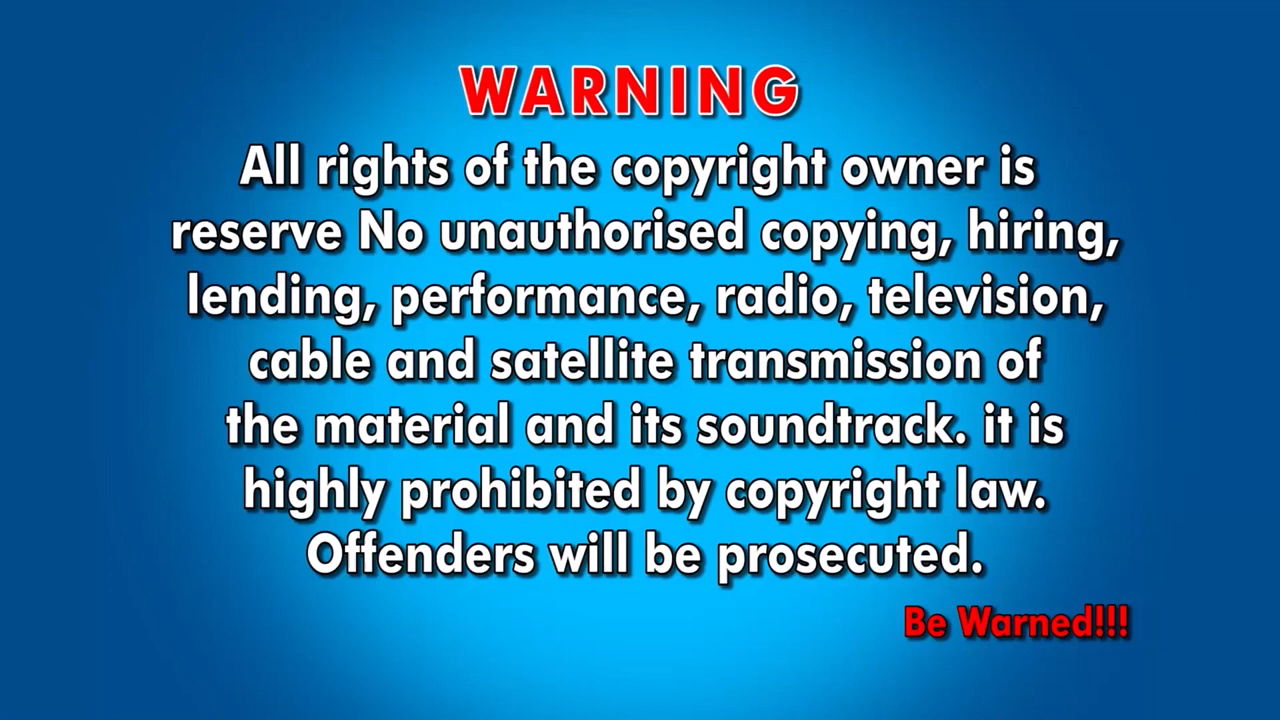 WARNING
All rights of the copyright owner is
reserve No unauthorised copying, hiring,
lending, performance, radio, television,
cable and satellite transmission of
the material and its soundtrack. it is
highly prohibited by copyright law.
Offenders will be prosecuted.
Be Warned!!!